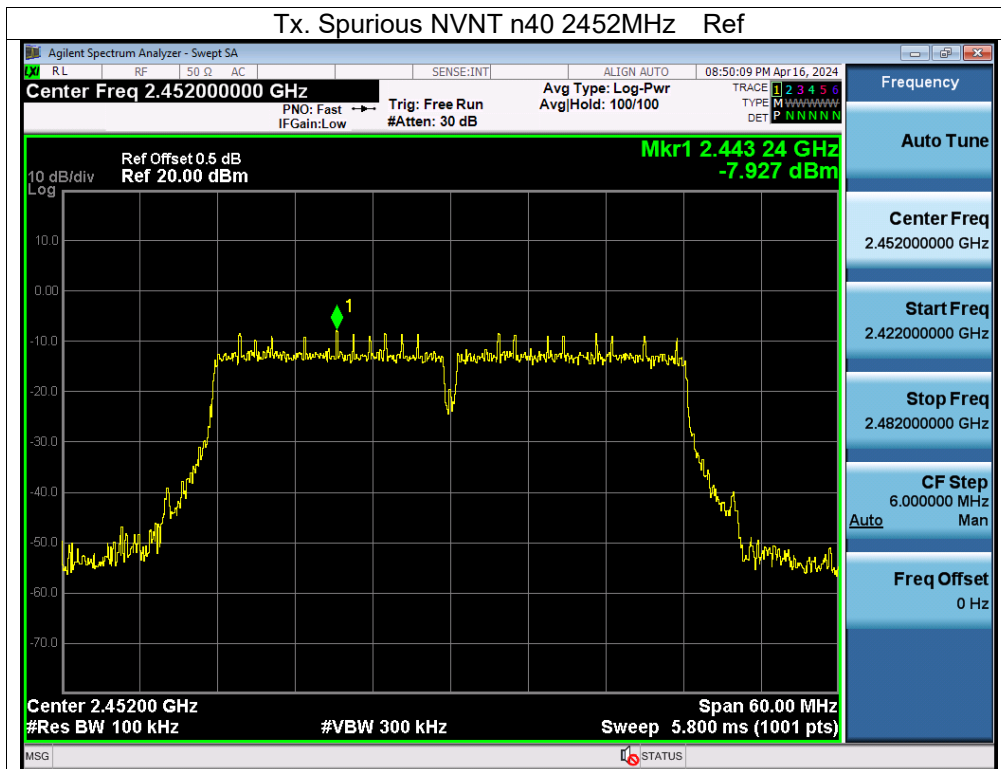 Tx. Spurious NVNT n40 2452MHz Ref
Agilent Spectrum Analyzer - Swept SA
LXI RL RF 50 Ω AC SENSE:INT ALIGN AUTO 08:50:09 PM Apr 16, 2024
Center Freq 2.452000000 GHz
PNO: Fast
IFGain:Low
Trig: Free Run
#Atten: 30 dB
Avg Type: Log-Pwr
Avg|Hold: 100/100
TRACE 1 2 3 4 5 6
TYPE M WWWWW
DET P N N N N N
Mkr1 2.443 24 GHz
-7.927 dBm
Ref Offset 0.5 dB
10 dB/div Ref 20.00 dBm
Log
10.0
0.00
-10.0
-20.0
-30.0
-40.0
-50.0
-60.0
-70.0
1
Center 2.45200 GHz Span 60.00 MHz
#Res BW 100 kHz #VBW 300 kHz Sweep 5.800 ms (1001 pts)
MSG STATUS
Frequency
Auto Tune
Center Freq
2.452000000 GHz
Start Freq
2.422000000 GHz
Stop Freq
2.482000000 GHz
CF Step
6.000000 MHz
Auto Man
Freq Offset
0 Hz